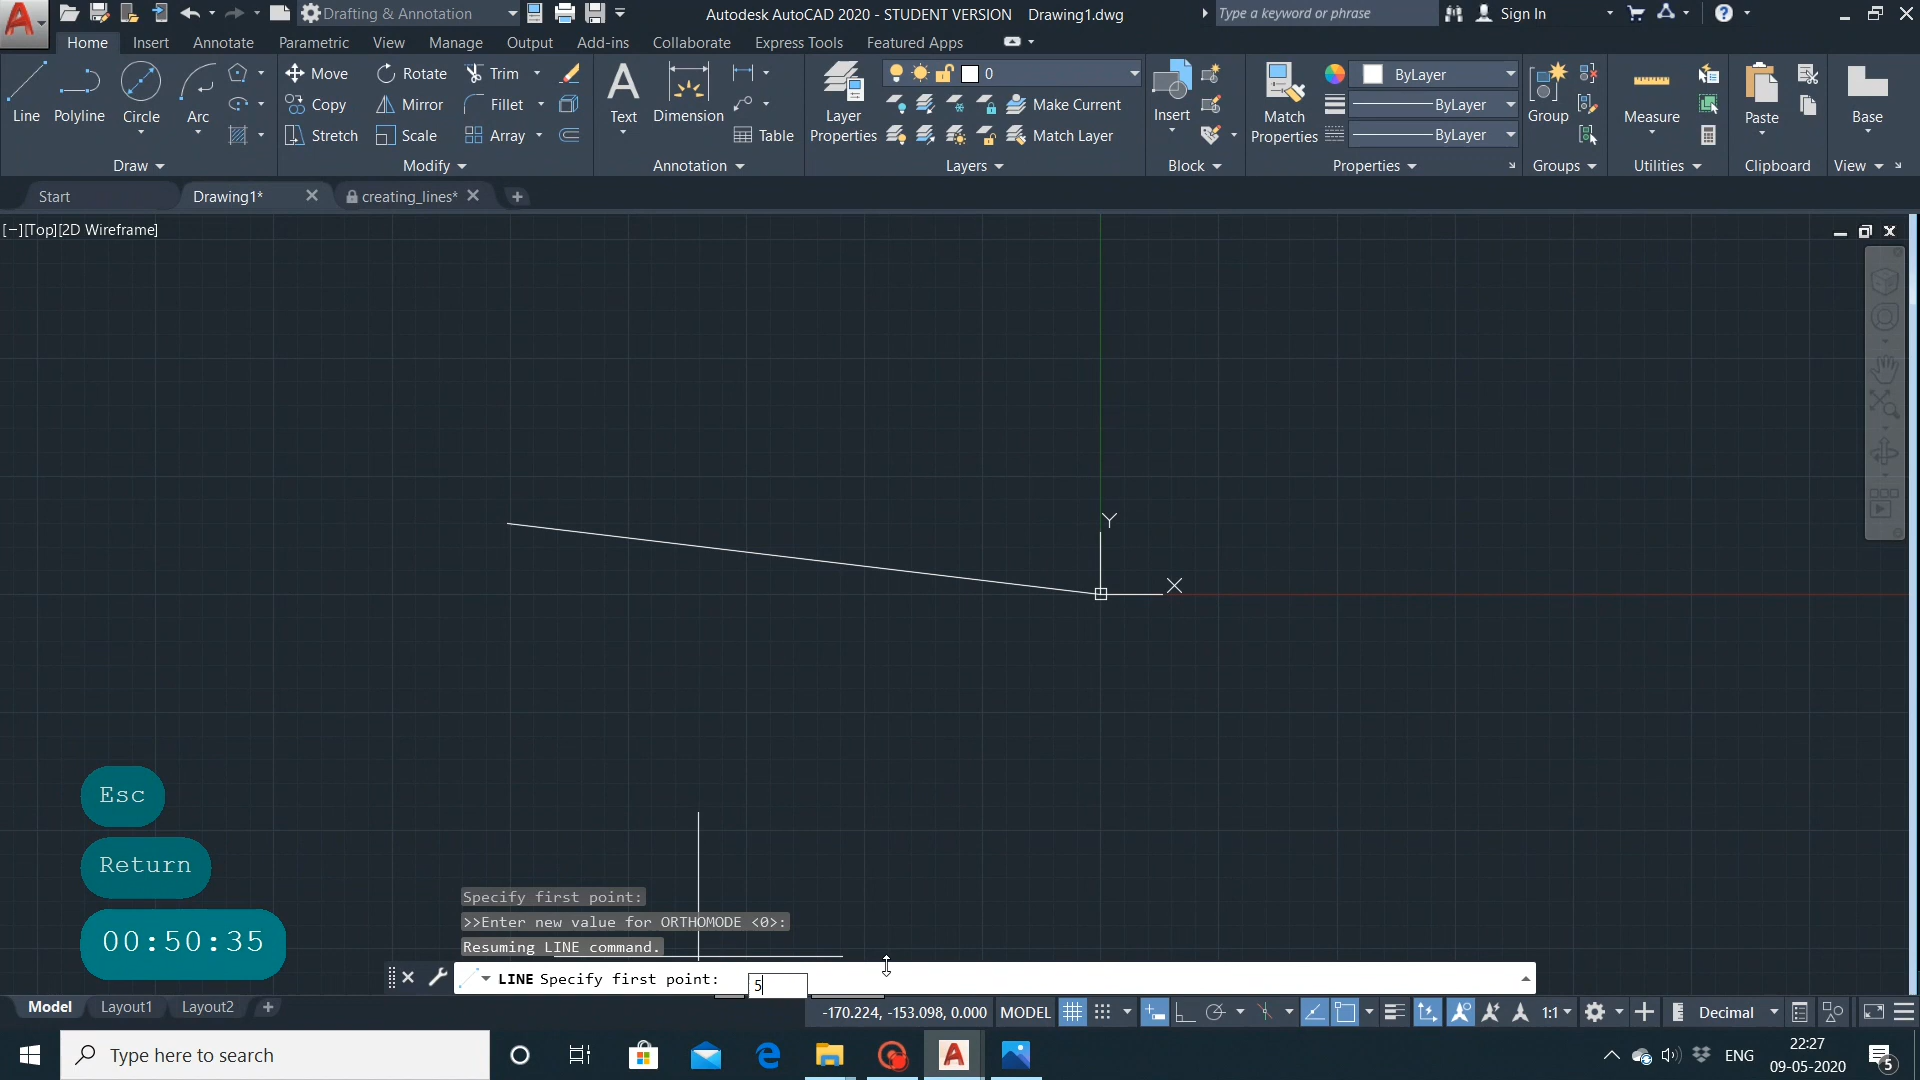 Drafting & Annotation
Autodesk AutoCAD 2020 - STUDENT VERSION Drawing1.dwg
Type a keyword or phrase
Sign In
Home Insert Annotate Parametric View Manage Output Add-ins Collaborate Express Tools Featured Apps
Line Polyline Circle Arc
Move Rotate Trim
Copy Mirror Fillet
Stretch Scale Array
Text Dimension Table
Layer Properties
0
Make Current
Match Layer
Insert
Match Properties
ByLayer
ByLayer
ByLayer
Group
Measure
Paste
Base
Draw Modify Annotation Layers Block Properties Groups Utilities Clipboard View
Start Drawing1* creating_lines*
[−][Top][2D Wireframe]
Y
X
Esc
Return
00:50:35
Specify first point:
>>Enter new value for ORTHOMODE <0>:
Resuming LINE command.
LINE Specify first point: 5
Model Layout1 Layout2
-170.224, -153.098, 0.000 MODEL 1:1 Decimal
Type here to search
ENG
22:27
09-05-2020
5